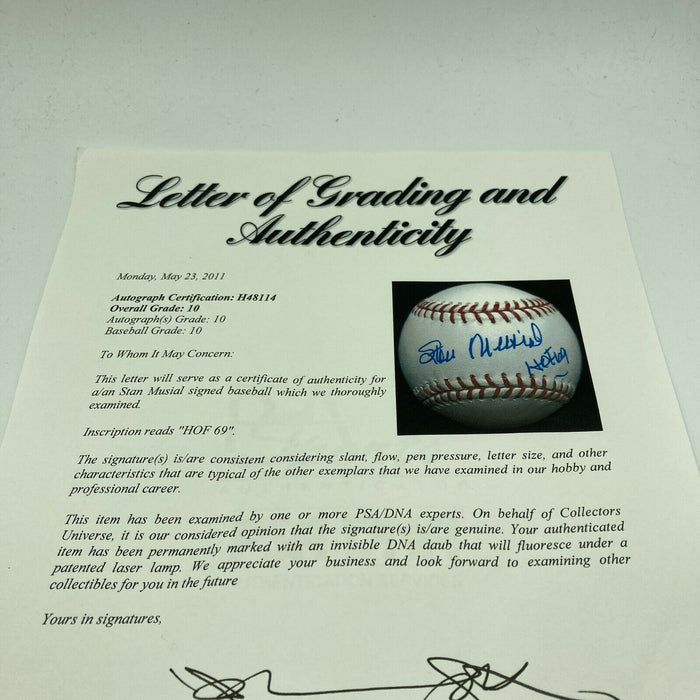 Letter of Grading and
Authenticity
Monday, May 23, 2011
Autograph Certification: H48114
Overall Grade: 10
Autograph(s) Grade: 10
Baseball Grade: 10
To Whom It May Concern:
This letter will serve as a certificate of authenticity for
a/an Stan Musial signed baseball which we thoroughly
examined.
Inscription reads "HOF 69".
Stan Musial
HOF 69
The signature(s) is/are consistent considering slant, flow, pen pressure, letter size, and other
characteristics that are typical of the other exemplars that we have examined in our hobby and
professional career.
This item has been examined by one or more PSA/DNA experts. On behalf of Collectors
Universe, it is our considered opinion that the signature(s) is/are genuine. Your authenticated
item has been permanently marked with an invisible DNA daub that will fluoresce under a
patented laser lamp. We appreciate your business and look forward to examining other
collectibles for you in the future
Yours in signatures,